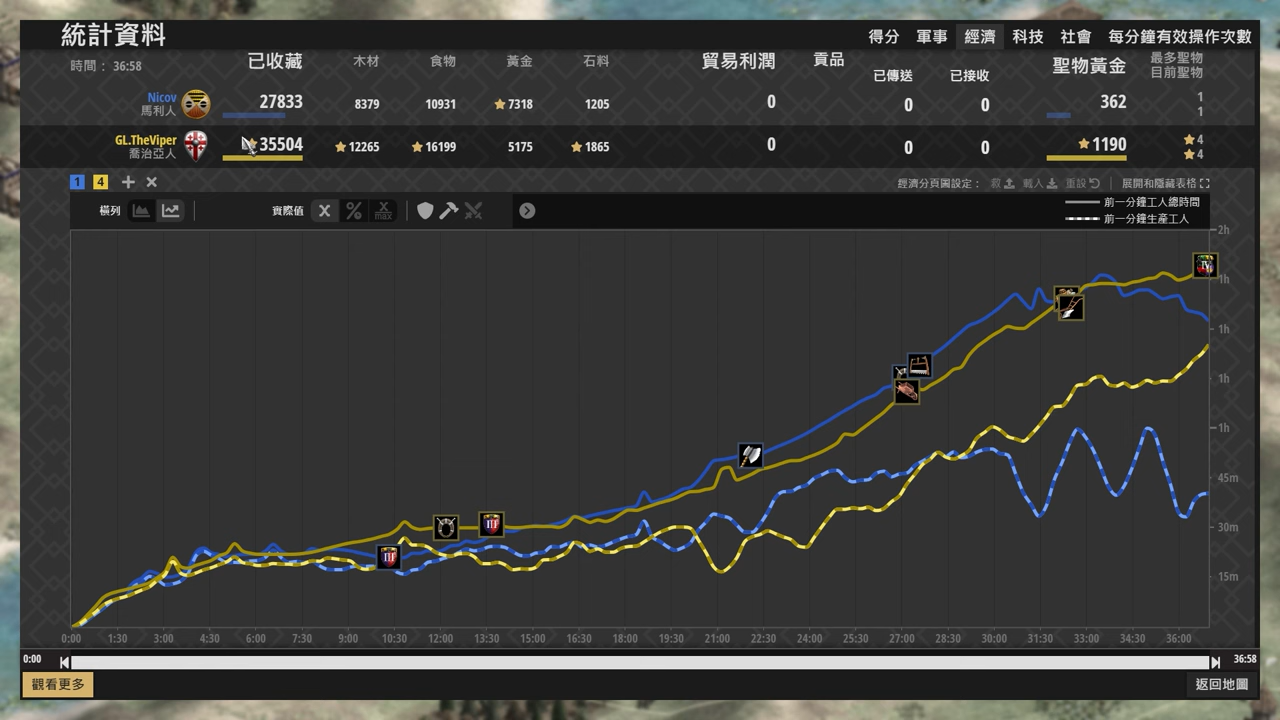 統計資料
得分 軍事 經濟 科技 社會 每分鐘有效操作次數
時間：36:58
已收藏 木材 食物 黃金 石料 貿易利潤 貢品 已傳送 已接收 聖物黃金 最多聖物 目前聖物
Nicov 27833 8379 10931 7318 1205 0 0 0 362 1 1
馬利人
GL.TheViper 35504 12265 16199 5175 1865 0 0 0 1190 4 4
喬治亞人
1 4 經濟分頁圖設定： 載入 重設 展開和隱藏表格
橫列 實際值 X % X max
前一分鐘工人總時間
前一分鐘生產工人
2h
1h
1h
1h
1h
45m
30m
15m
III III IV
0:00 1:30 3:00 4:30 6:00 7:30 9:00 10:30 12:00 13:30 15:00 16:30 18:00 19:30 21:00 22:30 24:00 25:30 27:00 28:30 30:00 31:30 33:00 34:30 36:00
0:00 36:58
觀看更多 返回地圖